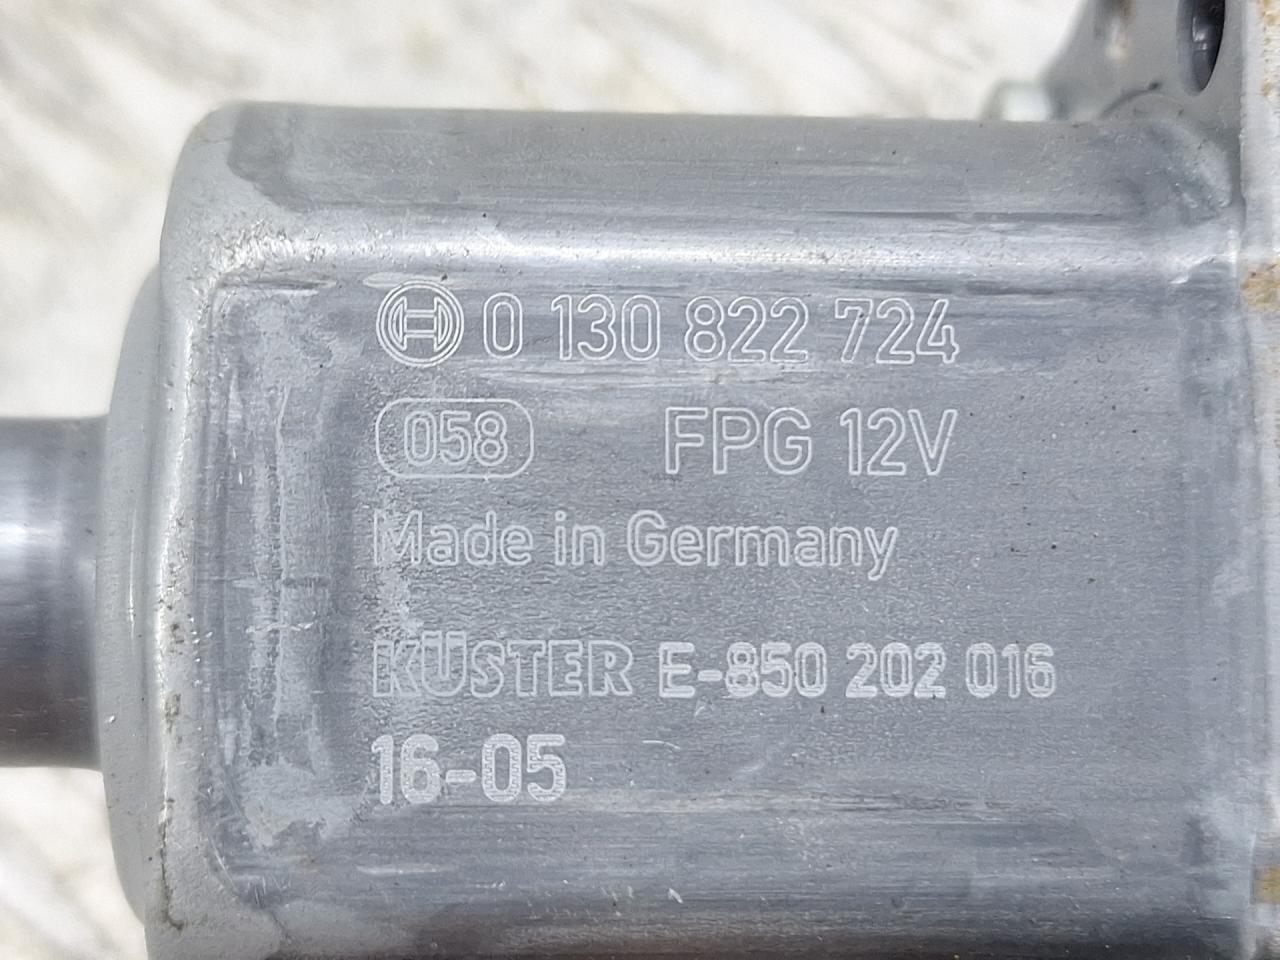 0 130 822 724
058 FPG 12V
Made in Germany
KÜSTER E-850 202 016
16-05